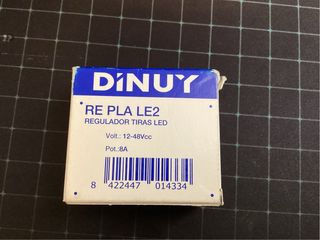 DiNUY
RE PLA LE2
REGULADOR TIRAS LED
Volt.: 12-48Vcc
Pot.:8A
8 422447 014334